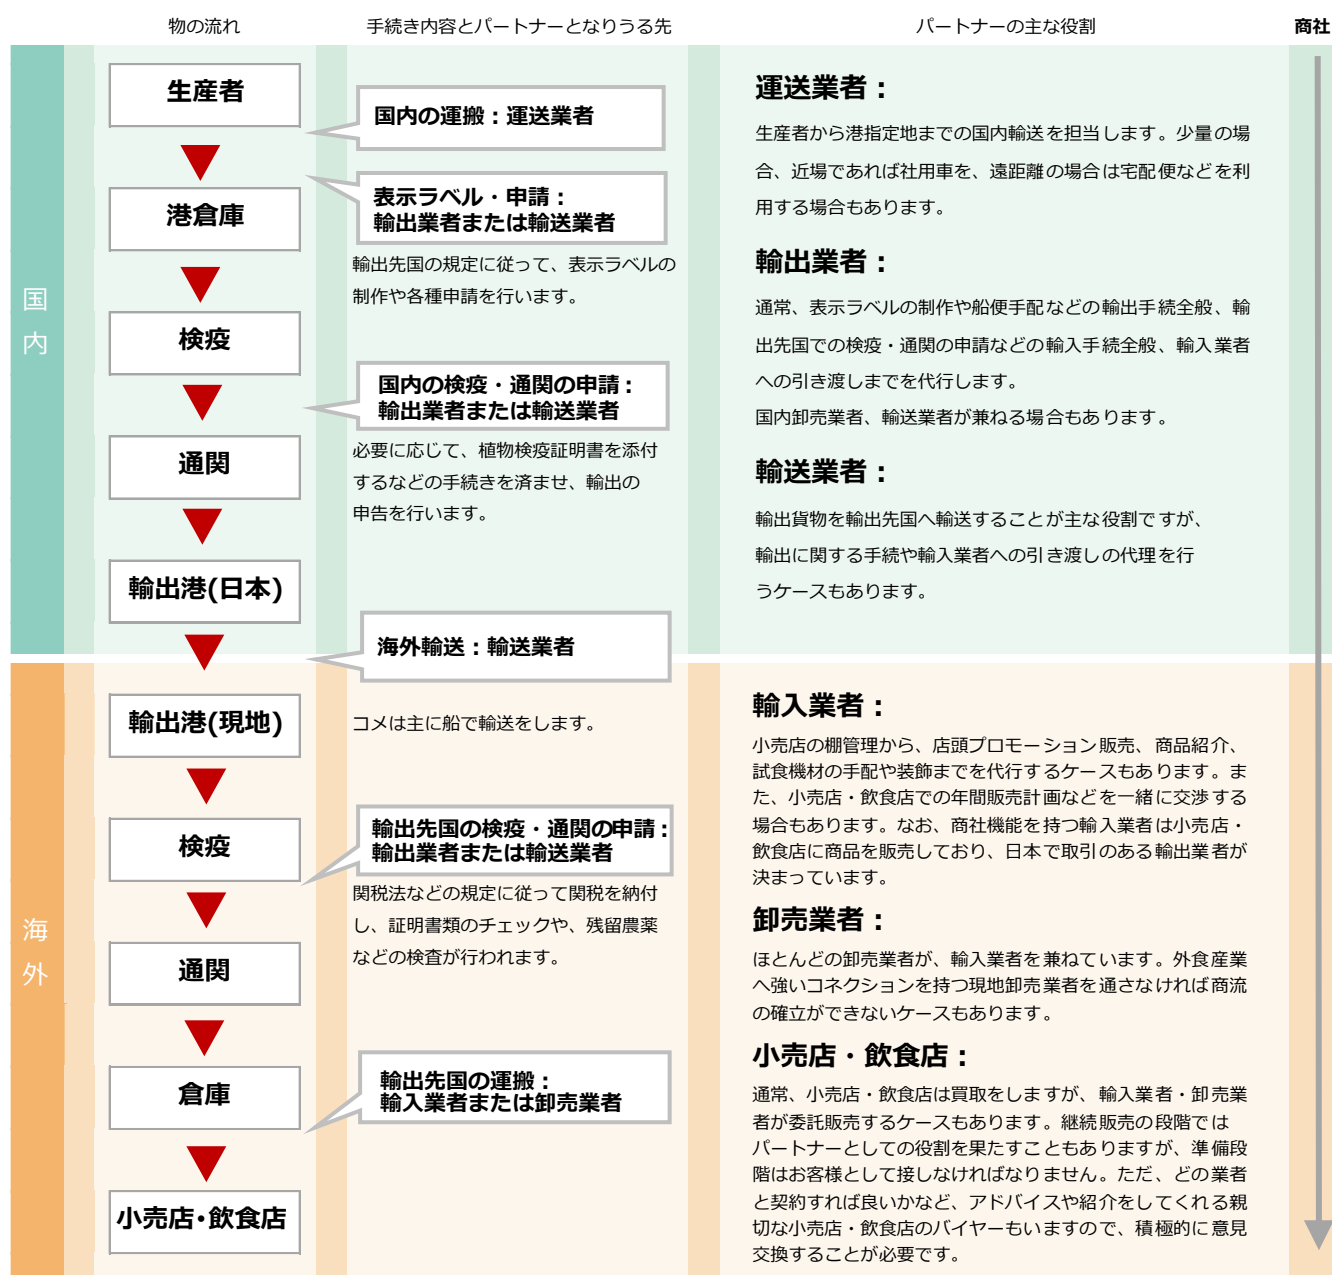 物の流れ
手続き内容とパートナーとなりうる先
パートナーの主な役割
商社
国内
生産者
港倉庫
検疫
通関
輸出港(日本)
国内の運搬：運送業者
表示ラベル・申請：
輸出業者または輸送業者
輸出先国の規定に従って、表示ラベルの
制作や各種申請を行います。
国内の検疫・通関の申請：
輸出業者または輸送業者
必要に応じて、植物検疫証明書を添付
するなどの手続きを済ませ、輸出の
申告を行います。
海外輸送：輸送業者
運送業者：
生産者から港指定地までの国内輸送を担当します。少量の場
合、近場であれば社用車を、遠距離の場合は宅配便などを利
用する場合もあります。
輸出業者：
通常、表示ラベルの制作や船便手配などの輸出手続全般、輸
出先国での検疫・通関の申請などの輸入手続全般、輸入業者
への引き渡しまでを代行します。
国内卸売業者、輸送業者が兼ねる場合もあります。
輸送業者：
輸出貨物を輸出先国へ輸送することが主な役割ですが、
輸出に関する手続や輸入業者への引き渡しの代理を行
うケースもあります。
海外
輸出港(現地)
検疫
通関
倉庫
小売店・飲食店
コメは主に船で輸送をします。
輸出先国の検疫・通関の申請：
輸出業者または輸送業者
関税法などの規定に従って関税を納付
し、証明書類のチェックや、残留農薬
などの検査が行われます。
輸出先国の運搬：
輸入業者または卸売業者
輸入業者：
小売店の棚管理から、店頭プロモーション販売、商品紹介、
試食機材の手配や装飾までを代行するケースもあります。ま
た、小売店・飲食店での年間販売計画などを一緒に交渉する
場合もあります。なお、商社機能を持つ輸入業者は小売店・
飲食店に商品を販売しており、日本で取引のある輸出業者が
決まっています。
卸売業者：
ほとんどの卸売業者が、輸入業者を兼ねています。外食産業
へ強いコネクションを持つ現地卸売業者を通さなければ商流
の確立ができないケースもあります。
小売店・飲食店：
通常、小売店・飲食店は買取をしますが、輸入業者・卸売業
者が委託販売するケースもあります。継続販売の段階では
パートナーとしての役割を果たすこともありますが、準備段
階はお客様として接しなければなりません。ただ、どの業者
と契約すれば良いかなど、アドバイスや紹介をしてくれる親
切な小売店・飲食店のバイヤーもいますので、積極的に意見
交換することが必要です。